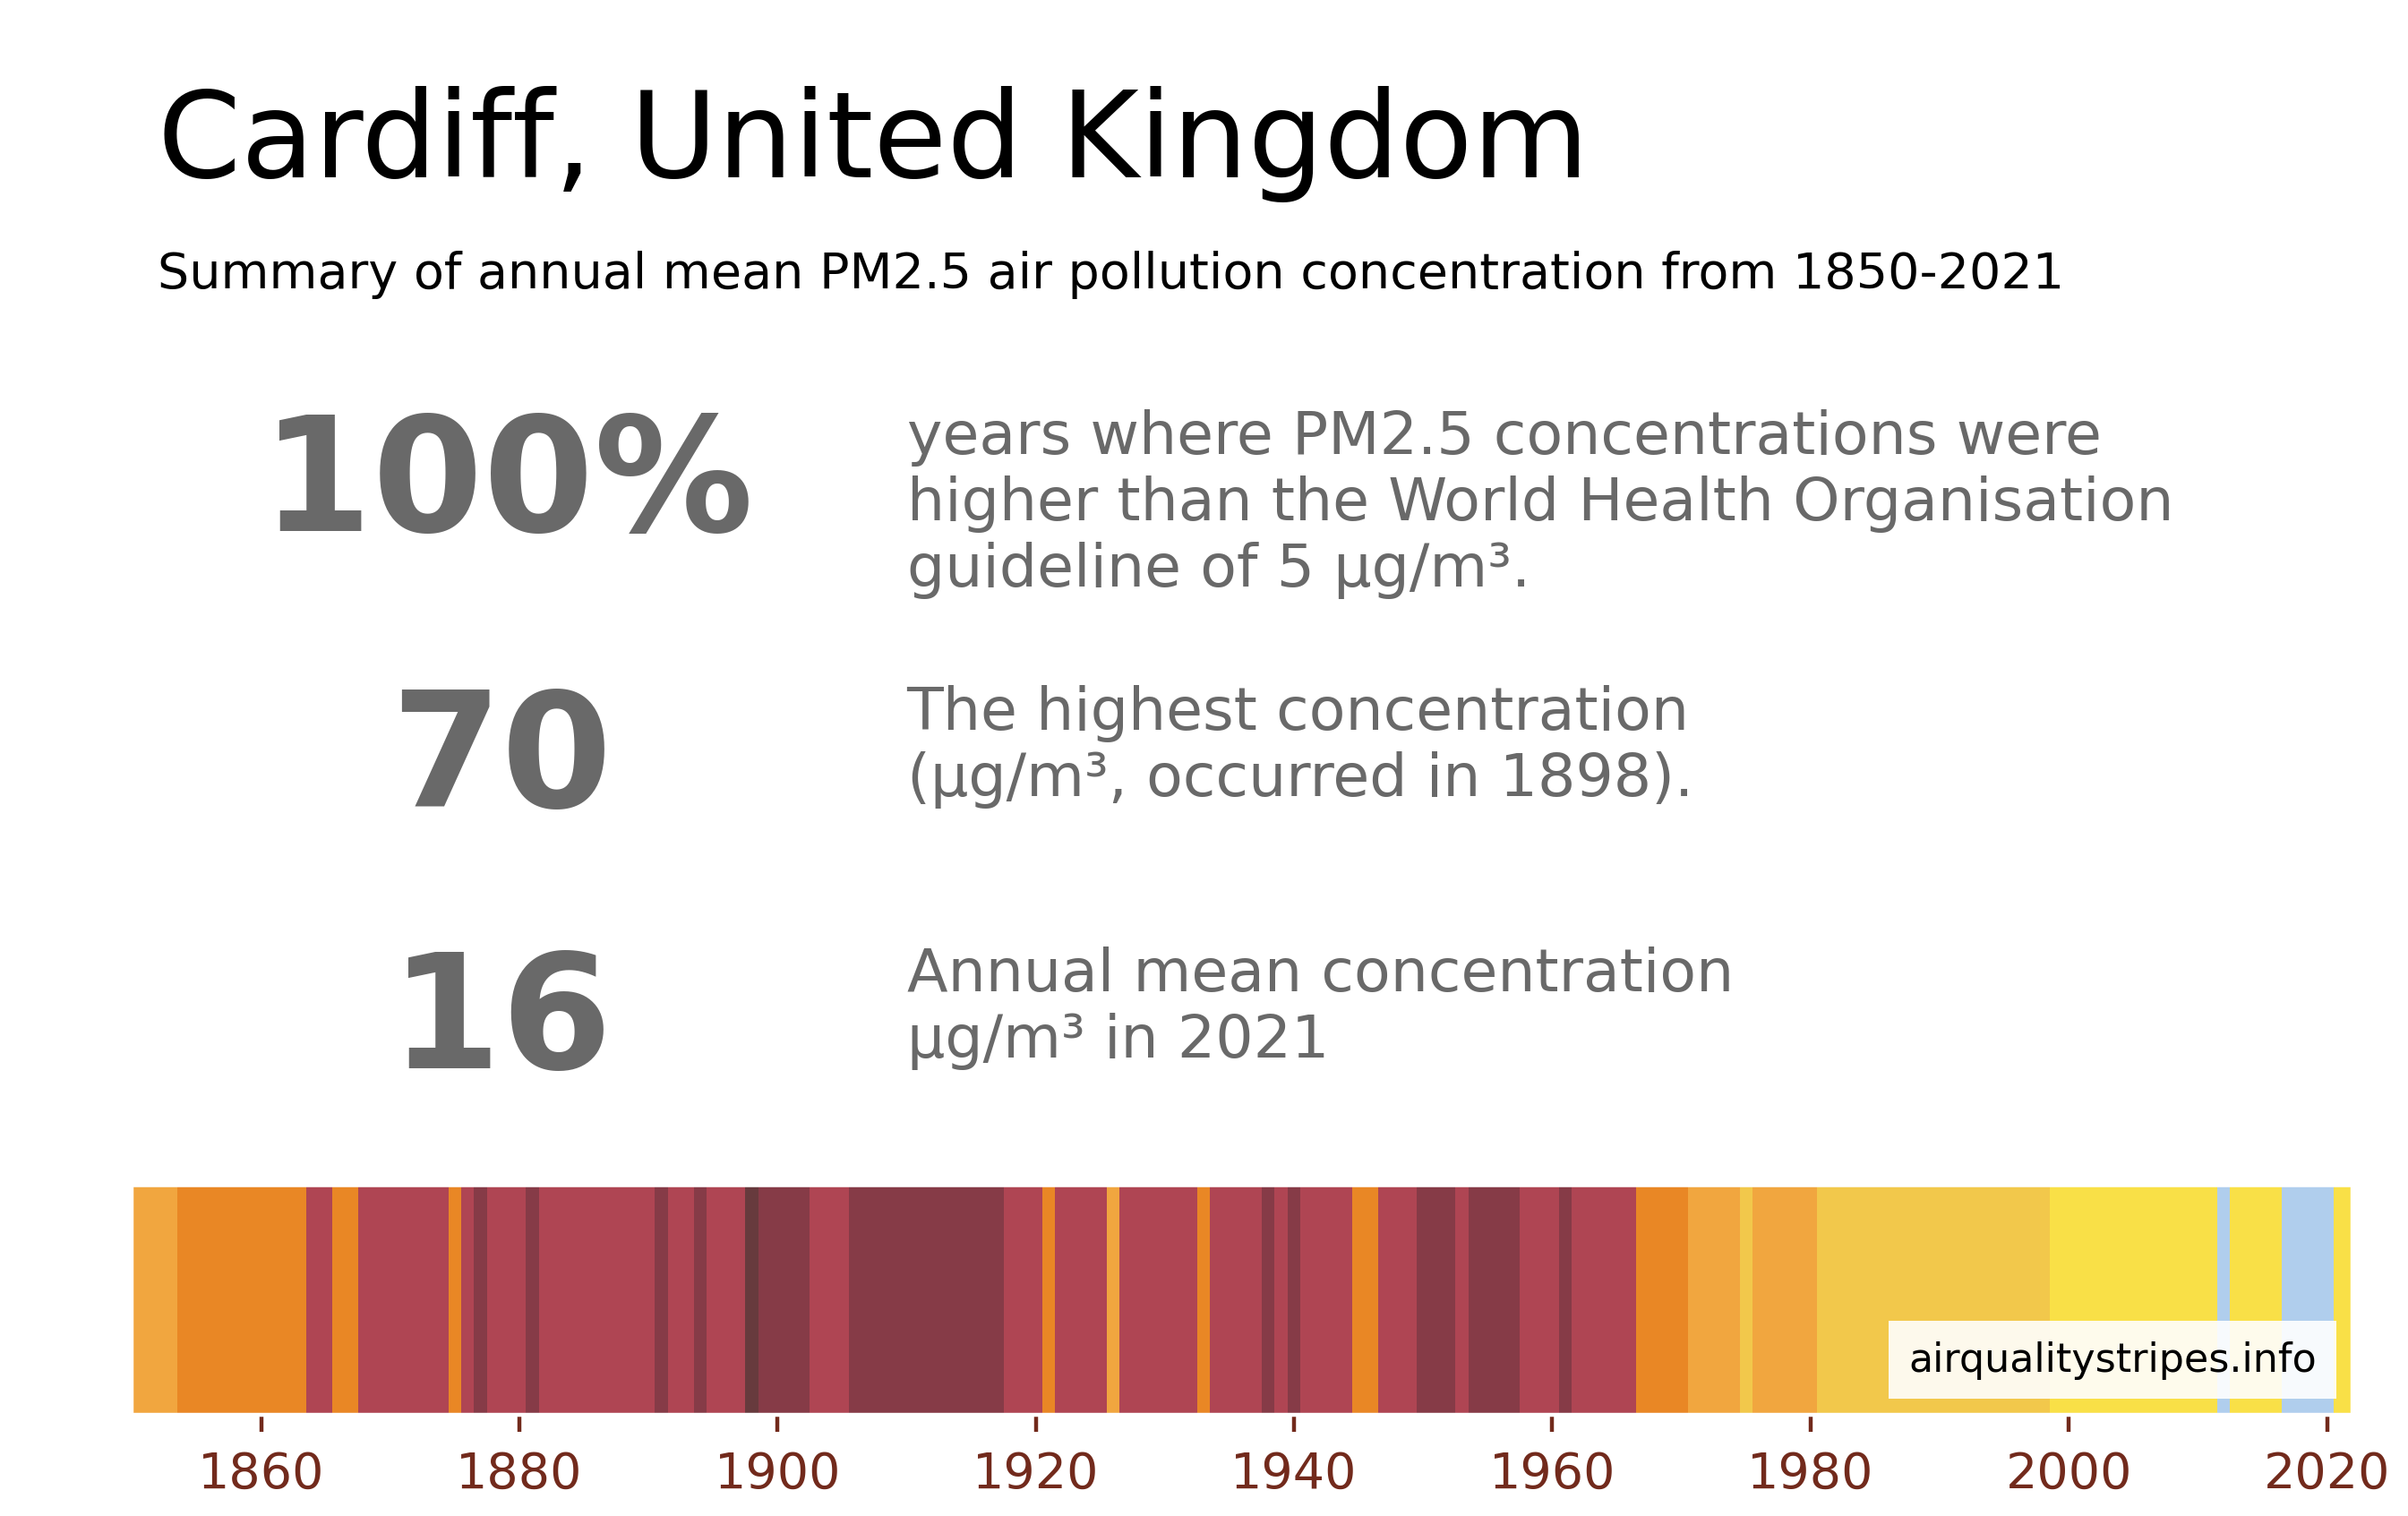 Cardiff, United Kingdom
Summary of annual mean PM2.5 air pollution concentration from 1850-2021
100%
years where PM2.5 concentrations were
higher than the World Health Organisation
guideline of 5 µg/m³.
70
The highest concentration
(µg/m³, occurred in 1898).
16
Annual mean concentration
µg/m³ in 2021
airqualitystripes.info
1860 1880 1900 1920 1940 1960 1980 2000 2020